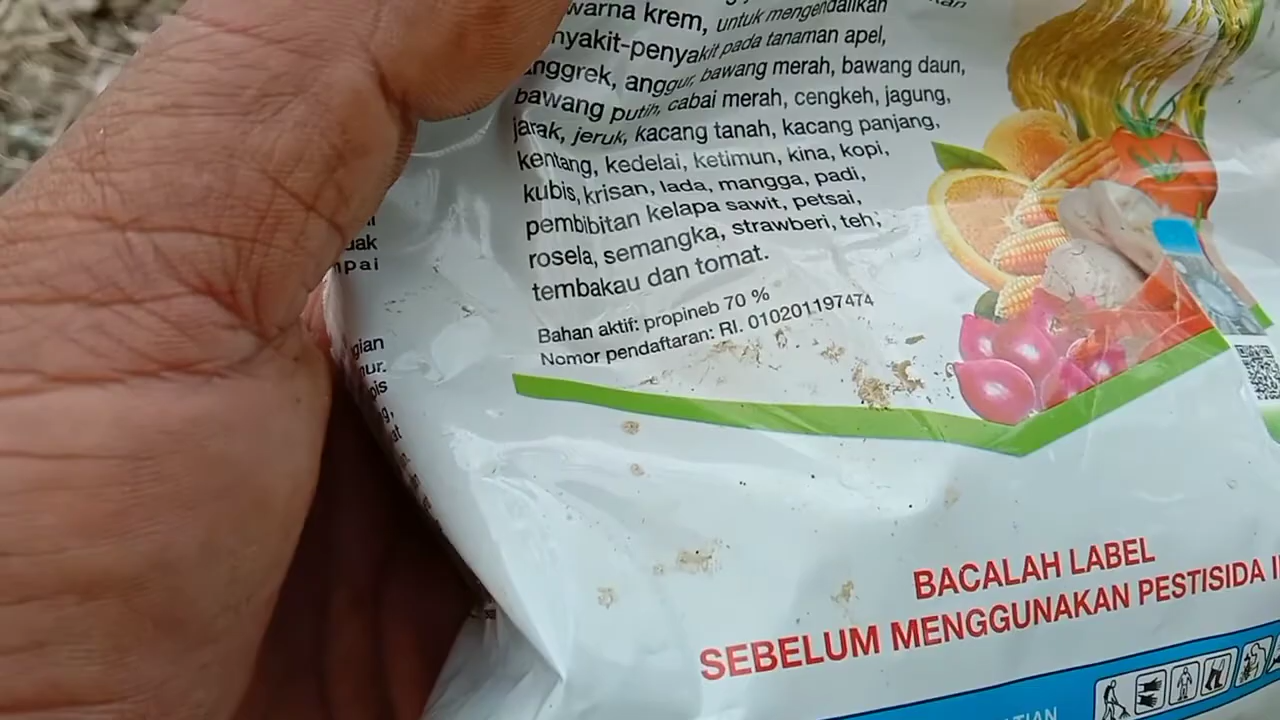 warna krem, untuk mengendalikan
nyakit-penyakit pada tanaman apel,
anggrek, anggur, bawang merah, bawang daun,
bawang putih, cabai merah, cengkeh, jagung,
jarak, jeruk, kacang tanah, kacang panjang,
kentang, kedelai, ketimun, kina, kopi,
kubis, krisan, lada, mangga, padi,
pembibitan kelapa sawit, petsai,
rosela, semangka, strawberi, teh,
tembakau dan tomat.
Bahan aktif: propineb 70 %
Nomor pendaftaran: RI. 010201197474
BACALAH LABEL
SEBELUM MENGGUNAKAN PESTISIDA